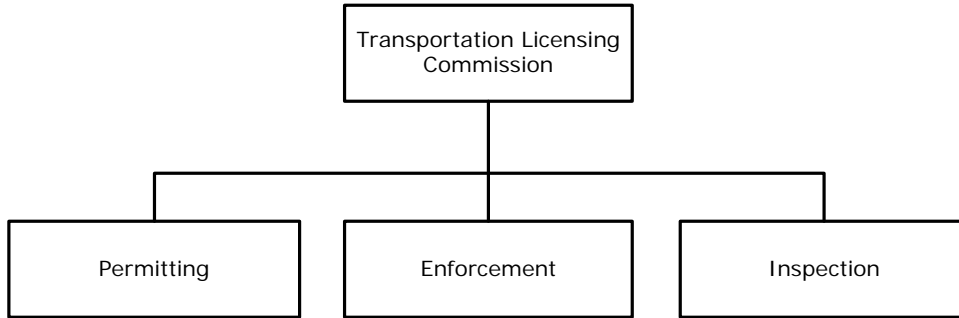 Transportation Licensing
Commission
Permitting
Enforcement
Inspection